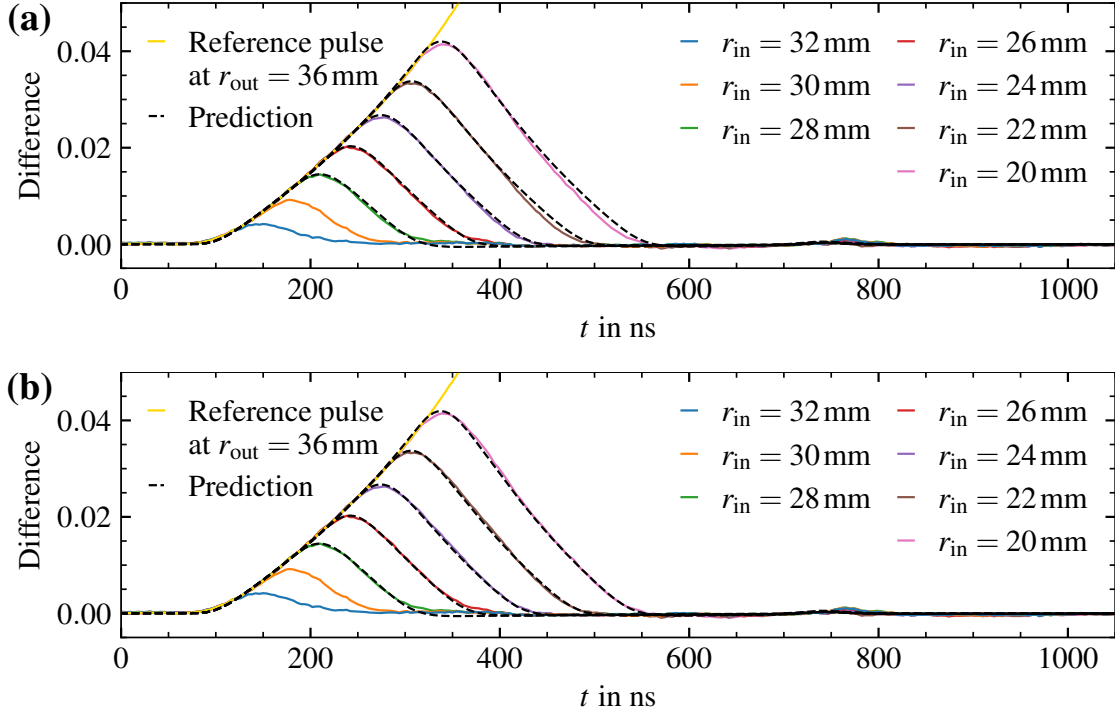 (a)
Difference
0.04
0.02
0.00
Reference pulse
at r_out = 36 mm
Prediction
r_in = 32 mm
r_in = 30 mm
r_in = 28 mm
r_in = 26 mm
r_in = 24 mm
r_in = 22 mm
r_in = 20 mm
0 200 400 600 800 1000
t in ns
(b)
Difference
0.04
0.02
0.00
Reference pulse
at r_out = 36 mm
Prediction
r_in = 32 mm
r_in = 30 mm
r_in = 28 mm
r_in = 26 mm
r_in = 24 mm
r_in = 22 mm
r_in = 20 mm
0 200 400 600 800 1000
t in ns